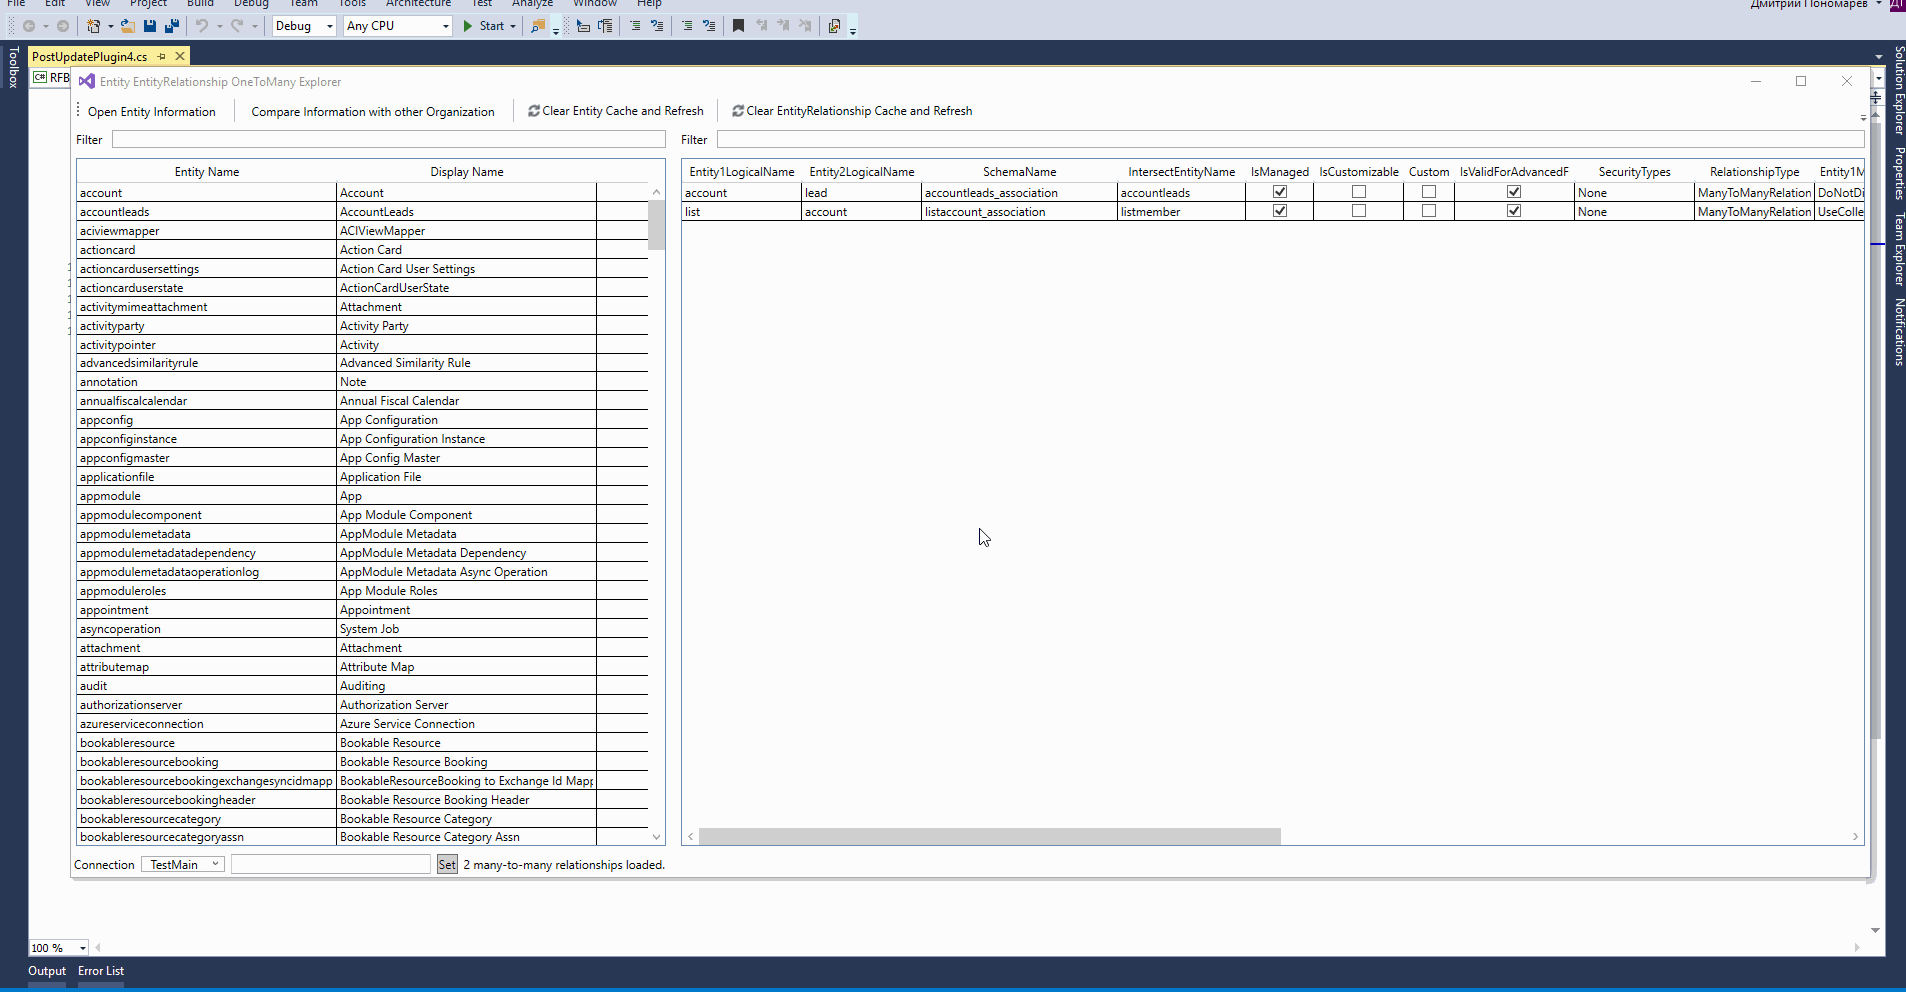 File Edit View Project Build Debug Team Tools Architecture Test Analyze Window Help
Дмитрий Пономарев
Debug Any CPU Start
Toolbox
PostUpdatePlugin4.cs
C# RFB
Entity EntityRelationship OneToMany Explorer
Open Entity Information Compare Information with other Organization Clear Entity Cache and Refresh Clear EntityRelationship Cache and Refresh
Filter Filter
Entity Name Display Name
account Account
accountleads AccountLeads
aciviewmapper ACIViewMapper
actioncard Action Card
actioncardusersettings Action Card User Settings
actioncarduserstate ActionCardUserState
activitymimeattachment Attachment
activityparty Activity Party
activitypointer Activity
advancedsimilarityrule Advanced Similarity Rule
annotation Note
annualfiscalcalendar Annual Fiscal Calendar
appconfig App Configuration
appconfiginstance App Configuration Instance
appconfigmaster App Config Master
applicationfile Application File
appmodule App
appmodulecomponent App Module Component
appmodulemetadata AppModule Metadata
appmodulemetadatadependency AppModule Metadata Dependency
appmodulemetadataoperationlog AppModule Metadata Async Operation
appmoduleroles App Module Roles
appointment Appointment
asyncoperation System Job
attachment Attachment
attributemap Attribute Map
audit Auditing
authorizationserver Authorization Server
azureserviceconnection Azure Service Connection
bookableresource Bookable Resource
bookableresourcebooking Bookable Resource Booking
bookableresourcebookingexchangesyncidmapp BookableResourceBooking to Exchange Id Mapp
bookableresourcebookingheader Bookable Resource Booking Header
bookableresourcecategory Bookable Resource Category
bookableresourcecategoryassn Bookable Resource Category Assn
Entity1LogicalName Entity2LogicalName SchemaName IntersectEntityName IsManaged IsCustomizable Custom IsValidForAdvancedF SecurityTypes RelationshipType Entity1M
account lead accountleads_association accountleads None ManyToManyRelation DoNotDi
list account listaccount_association listmember None ManyToManyRelation UseColle
Connection TestMain Set 2 many-to-many relationships loaded.
Solution Explorer
Properties
Team Explorer
Notifications
100 %
Output Error List